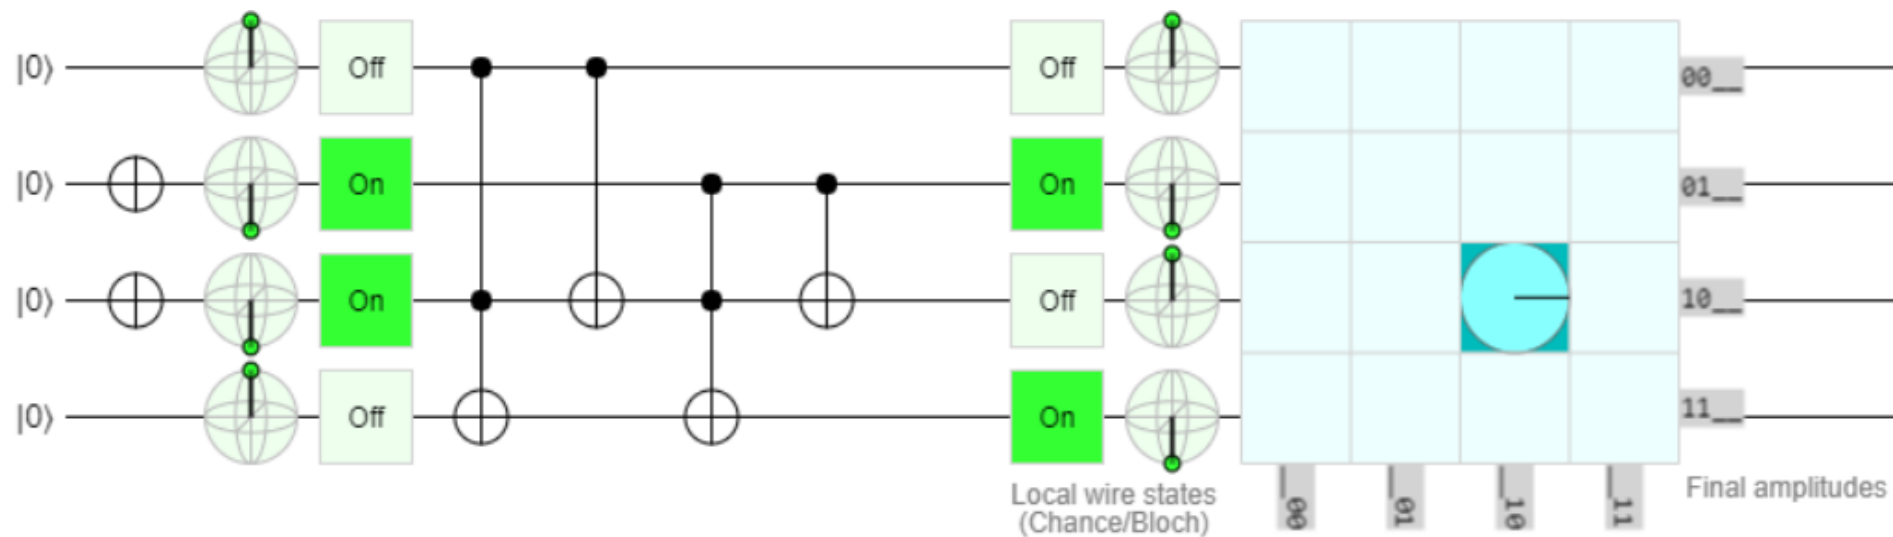 |0⟩ Off Off 00__
|0⟩ On On 01__
|0⟩ On Off 10__
|0⟩ Off On 11__
Local wire states
(Chance/Bloch)
__00 __01 __10 __11
Final amplitudes